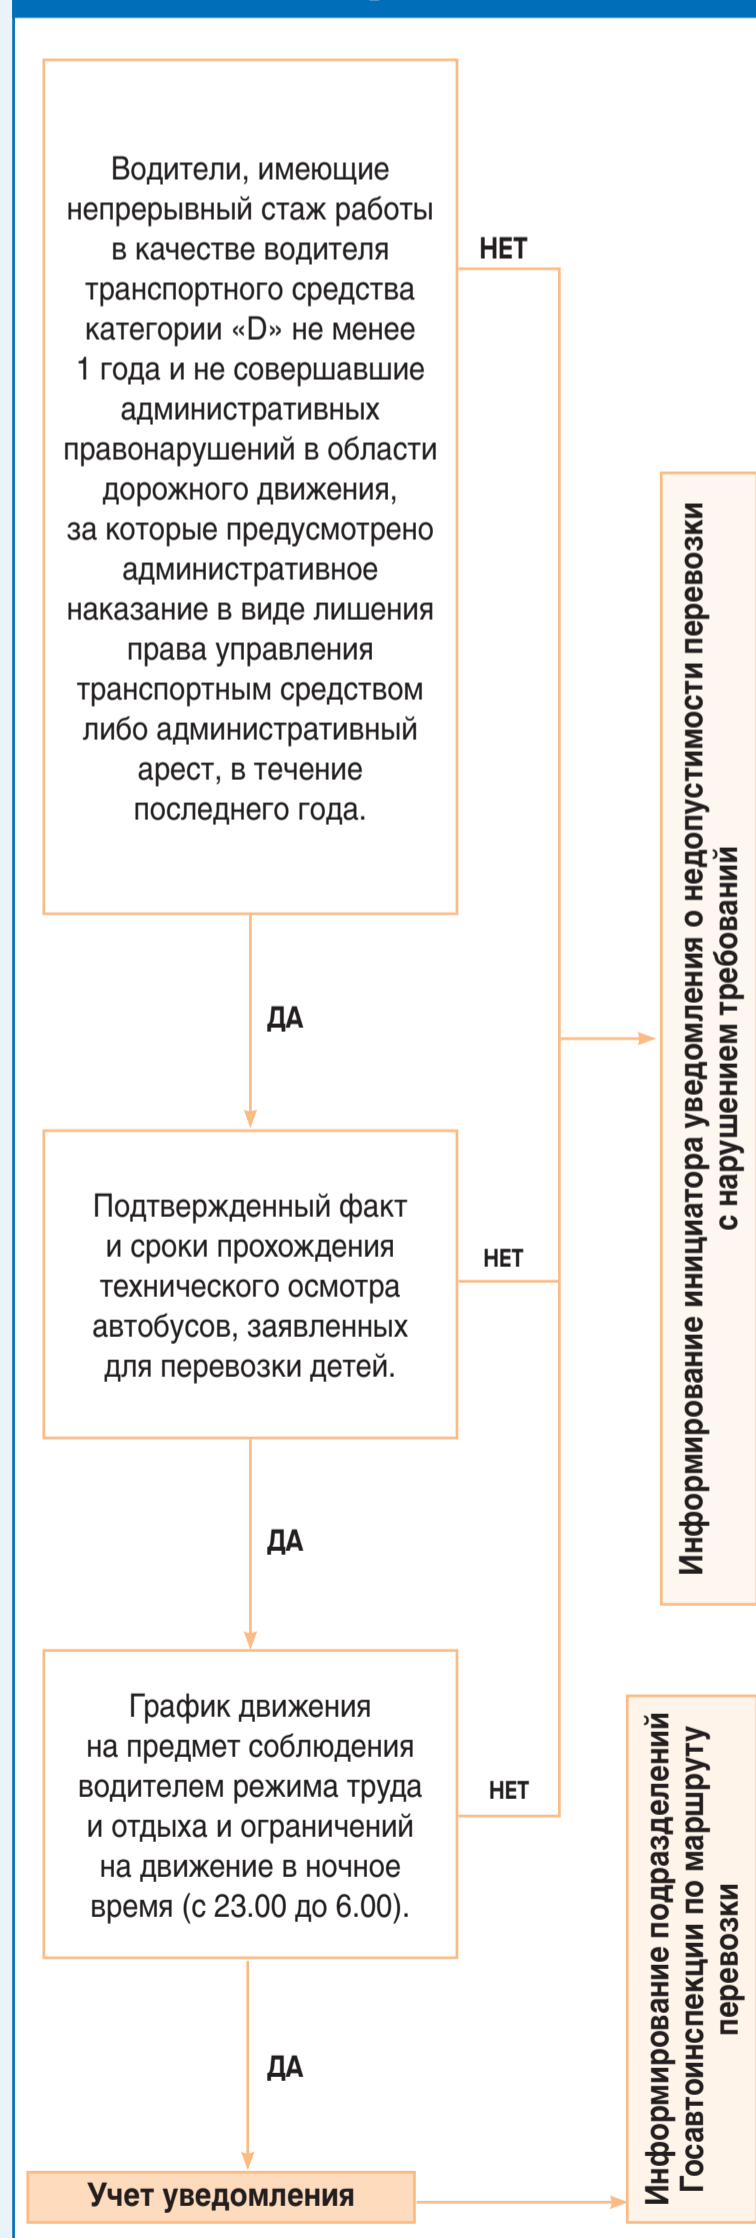 Водители, имеющие
непрерывный стаж работы
в качестве водителя
транспортного средства
категории «D» не менее
1 года и не совершавшие
административных
правонарушений в области
дорожного движения,
за которые предусмотрено
административное
наказание в виде лишения
права управления
транспортным средством
либо административный
арест, в течение
последнего года.
НЕТ
ДА
Подтвержденный факт
и сроки прохождения
технического осмотра
автобусов, заявленных
для перевозки детей.
НЕТ
ДА
График движения
на предмет соблюдения
водителем режима труда
и отдыха и ограничений
на движение в ночное
время (с 23.00 до 6.00).
НЕТ
ДА
Учет уведомления
Информирование инициатора уведомления о недопустимости перевозки
с нарушением требований
Информирование подразделений
Госавтоинспекции по маршруту
перевозки